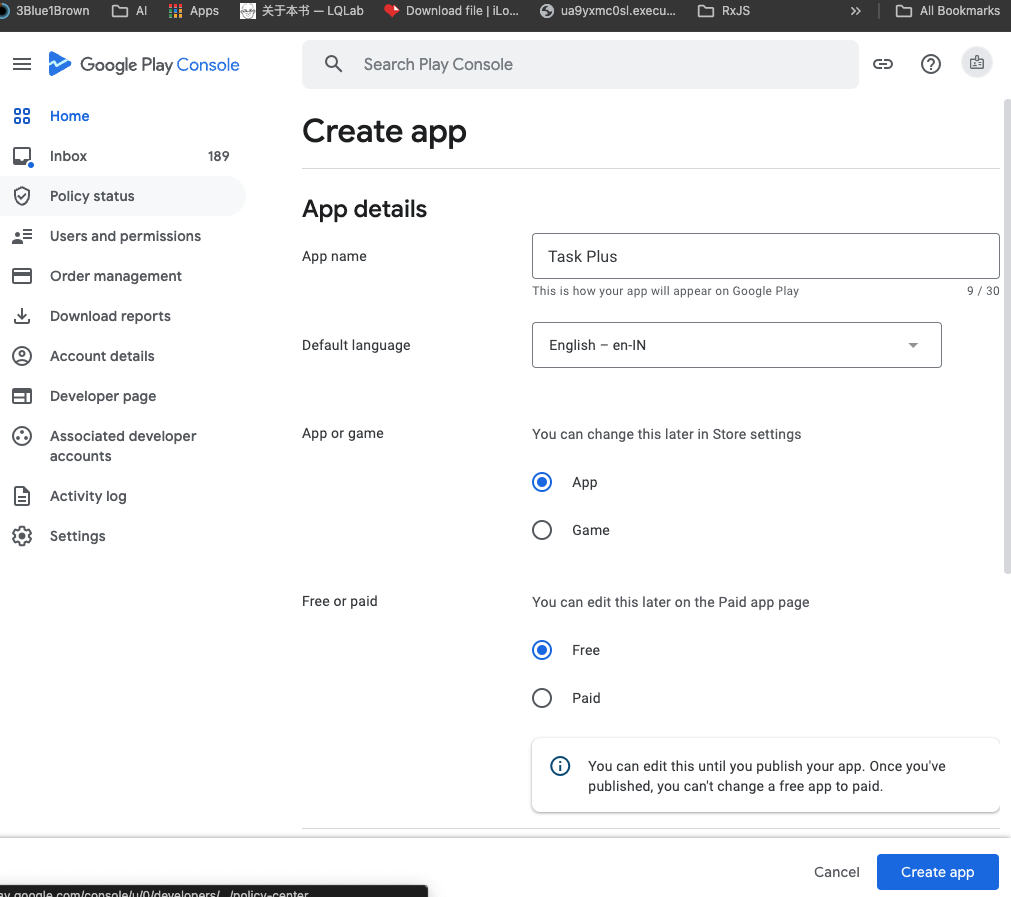 3Blue1Brown AI Apps 关于本书 — LQLab Download file | iLo... ua9yxmc0sl.execu... RxJS » All Bookmarks
Google Play Console
Search Play Console
Home
Inbox 189
Policy status
Users and permissions
Order management
Download reports
Account details
Developer page
Associated developer
accounts
Activity log
Settings
Create app
App details
App name
Task Plus
This is how your app will appear on Google Play 9 / 30
Default language
English – en-IN
App or game
You can change this later in Store settings
App
Game
Free or paid
You can edit this later on the Paid app page
Free
Paid
You can edit this until you publish your app. Once you've
published, you can't change a free app to paid.
Cancel
Create app
ay.google.com/console/u/0/developers/.../policy-center